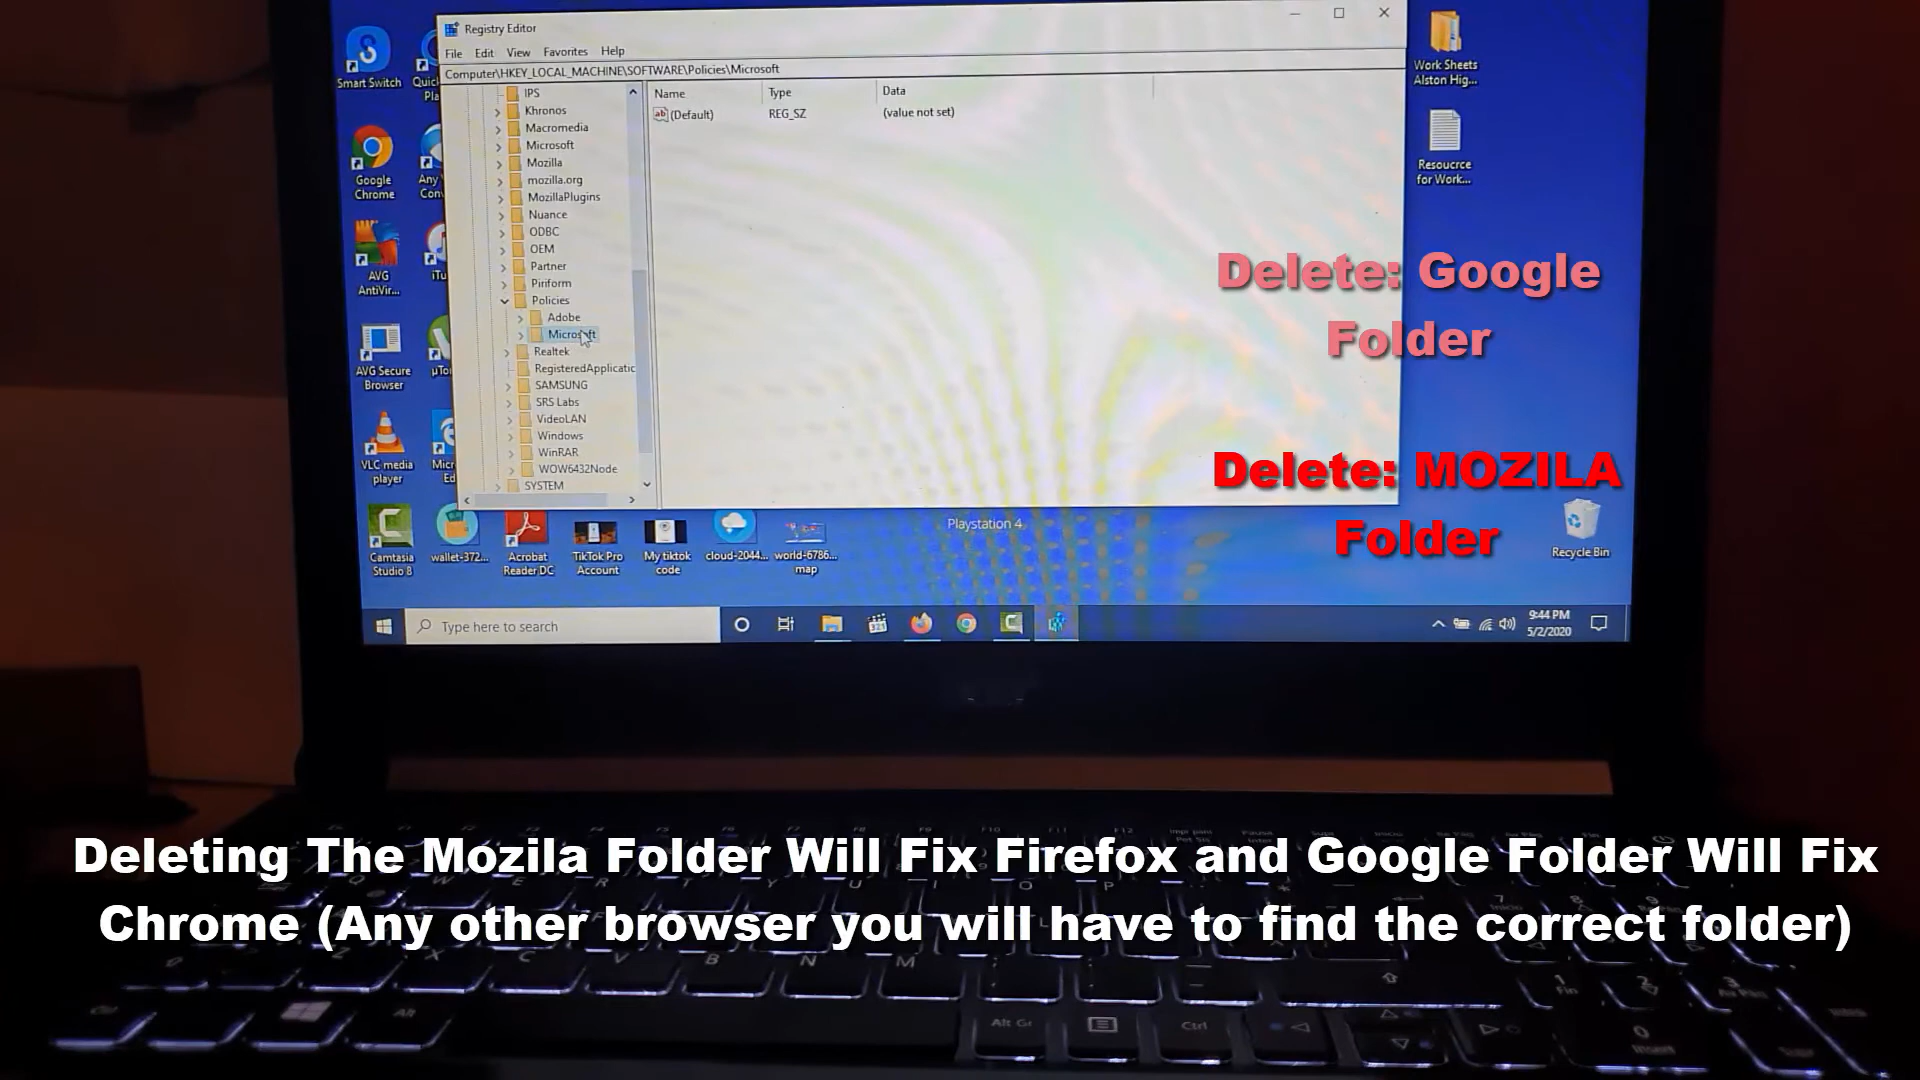 Registry Editor
File Edit View Favorites Help
Computer\HKEY_LOCAL_MACHINE\SOFTWARE\Policies\Microsoft
IPS
Khronos
Macromedia
Microsoft
Mozilla
mozilla.org
MozillaPlugins
Nuance
ODBC
OEM
Partner
Piriform
Policies
Adobe
Microsoft
Realtek
RegisteredApplicatic
SAMSUNG
SRS Labs
VideoLAN
Windows
WinRAR
WOW6432Node
SYSTEM
Name Type Data
(Default) REG_SZ (value not set)
Smart Switch
Google
Chrome
AVG
AntiVir...
AVG Secure
Browser
VLC media
player
Camtasia
Studio 8
wallet-372...
Acrobat
Reader DC
TikTok Pro
Account
My tiktok
code
cloud-2044...
world-6786...
map
Playstation 4
Work Sheets
Alston Hig...
Resoucrce
for Work...
Recycle Bin
Delete: Google
Folder
Delete: MOZILA
Folder
Type here to search
9:44 PM
5/2/2020
Deleting The Mozila Folder Will Fix Firefox and Google Folder Will Fix
Chrome (Any other browser you will have to find the correct folder)
Alt Gr
Ctrl
Alt